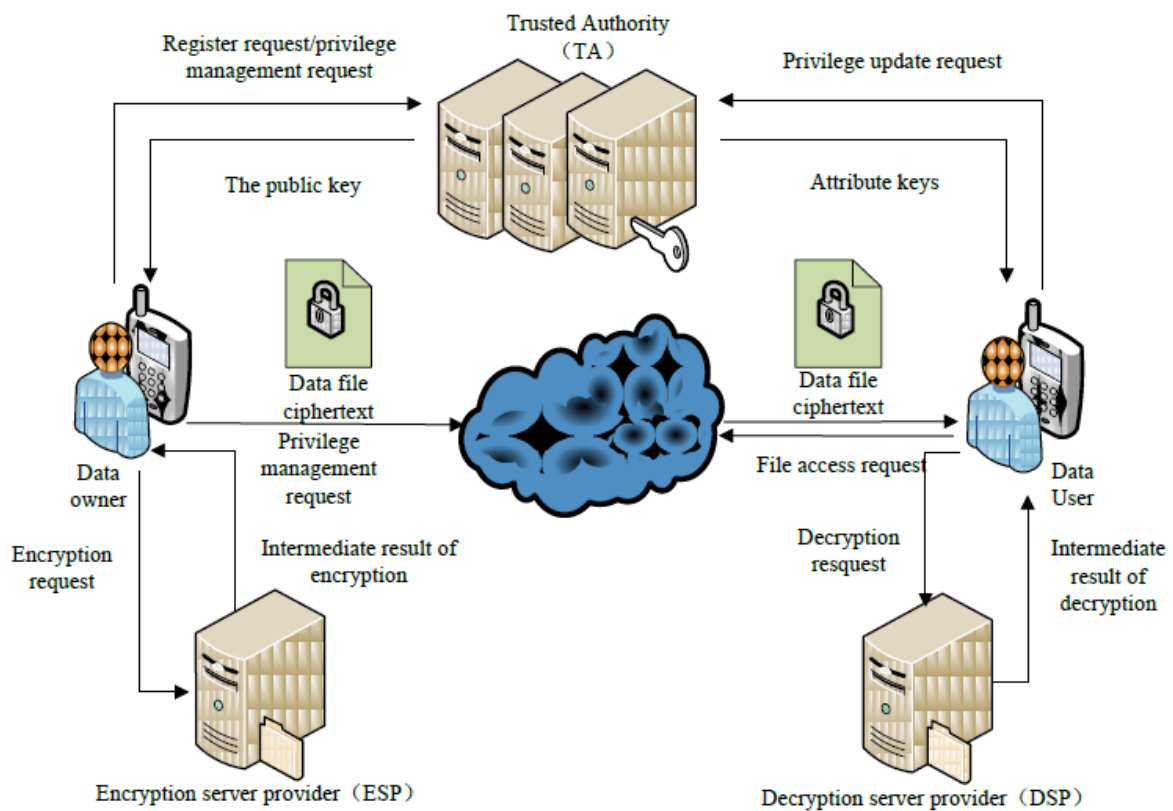 Trusted Authority
（TA）
Register request/privilege
management request
Privilege update request
The public key
Attribute keys
Data file
ciphertext
Data file
ciphertext
Privilege
management
request
File access request
Data
owner
Data
User
Encryption
request
Intermediate result of
encryption
Decryption
resquest
Intermediate
result of
decryption
Encryption server provider（ESP）
Decryption server provider（DSP）